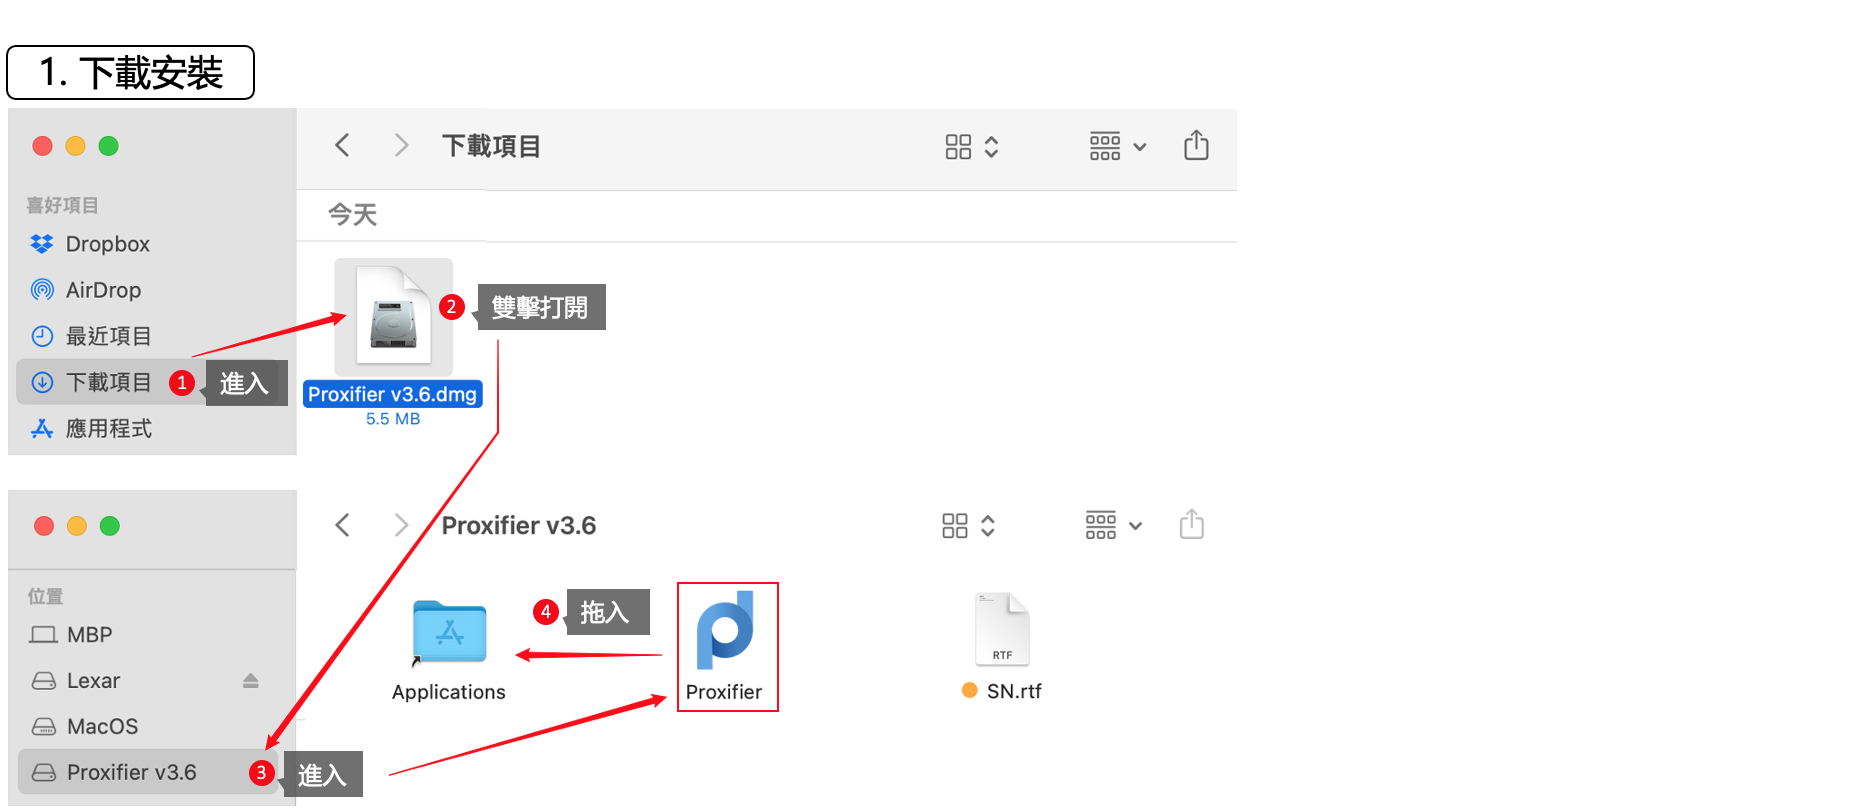 1. 下載安裝
下載項目
喜好項目
Dropbox
AirDrop
最近項目
下載項目
1
進入
應用程式
今天
2
雙擊打開
Proxifier v3.6.dmg
5.5 MB
Proxifier v3.6
位置
MBP
Lexar
MacOS
Proxifier v3.6
3
進入
4
拖入
Applications
Proxifier
RTF
SN.rtf